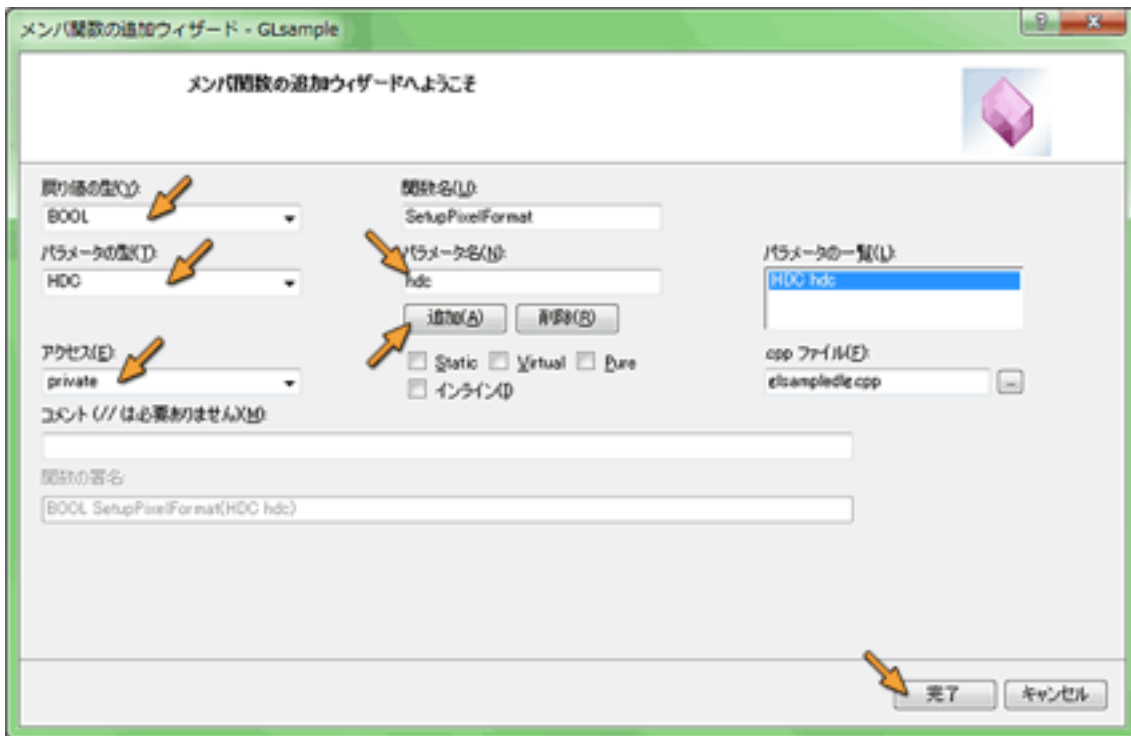 メンバ関数の追加ウィザード - GLsample
メンバ関数の追加ウィザードへようこそ
戻り値の型(Y):
関数名(U):
BOOL
SetupPixelFormat
パラメータの型(T):
パラメータ名(N):
パラメータの一覧(L):
HDC
hdc
HDC hdc
追加(A)
削除(R)
アクセス(E):
Static
Virtual
Pure
cpp ファイル(F):
private
インライン(I)
glsampledlg.cpp
...
コメント (// は必要ありません)(M):
関数の署名:
BOOL SetupPixelFormat(HDC hdc)
完了
キャンセル